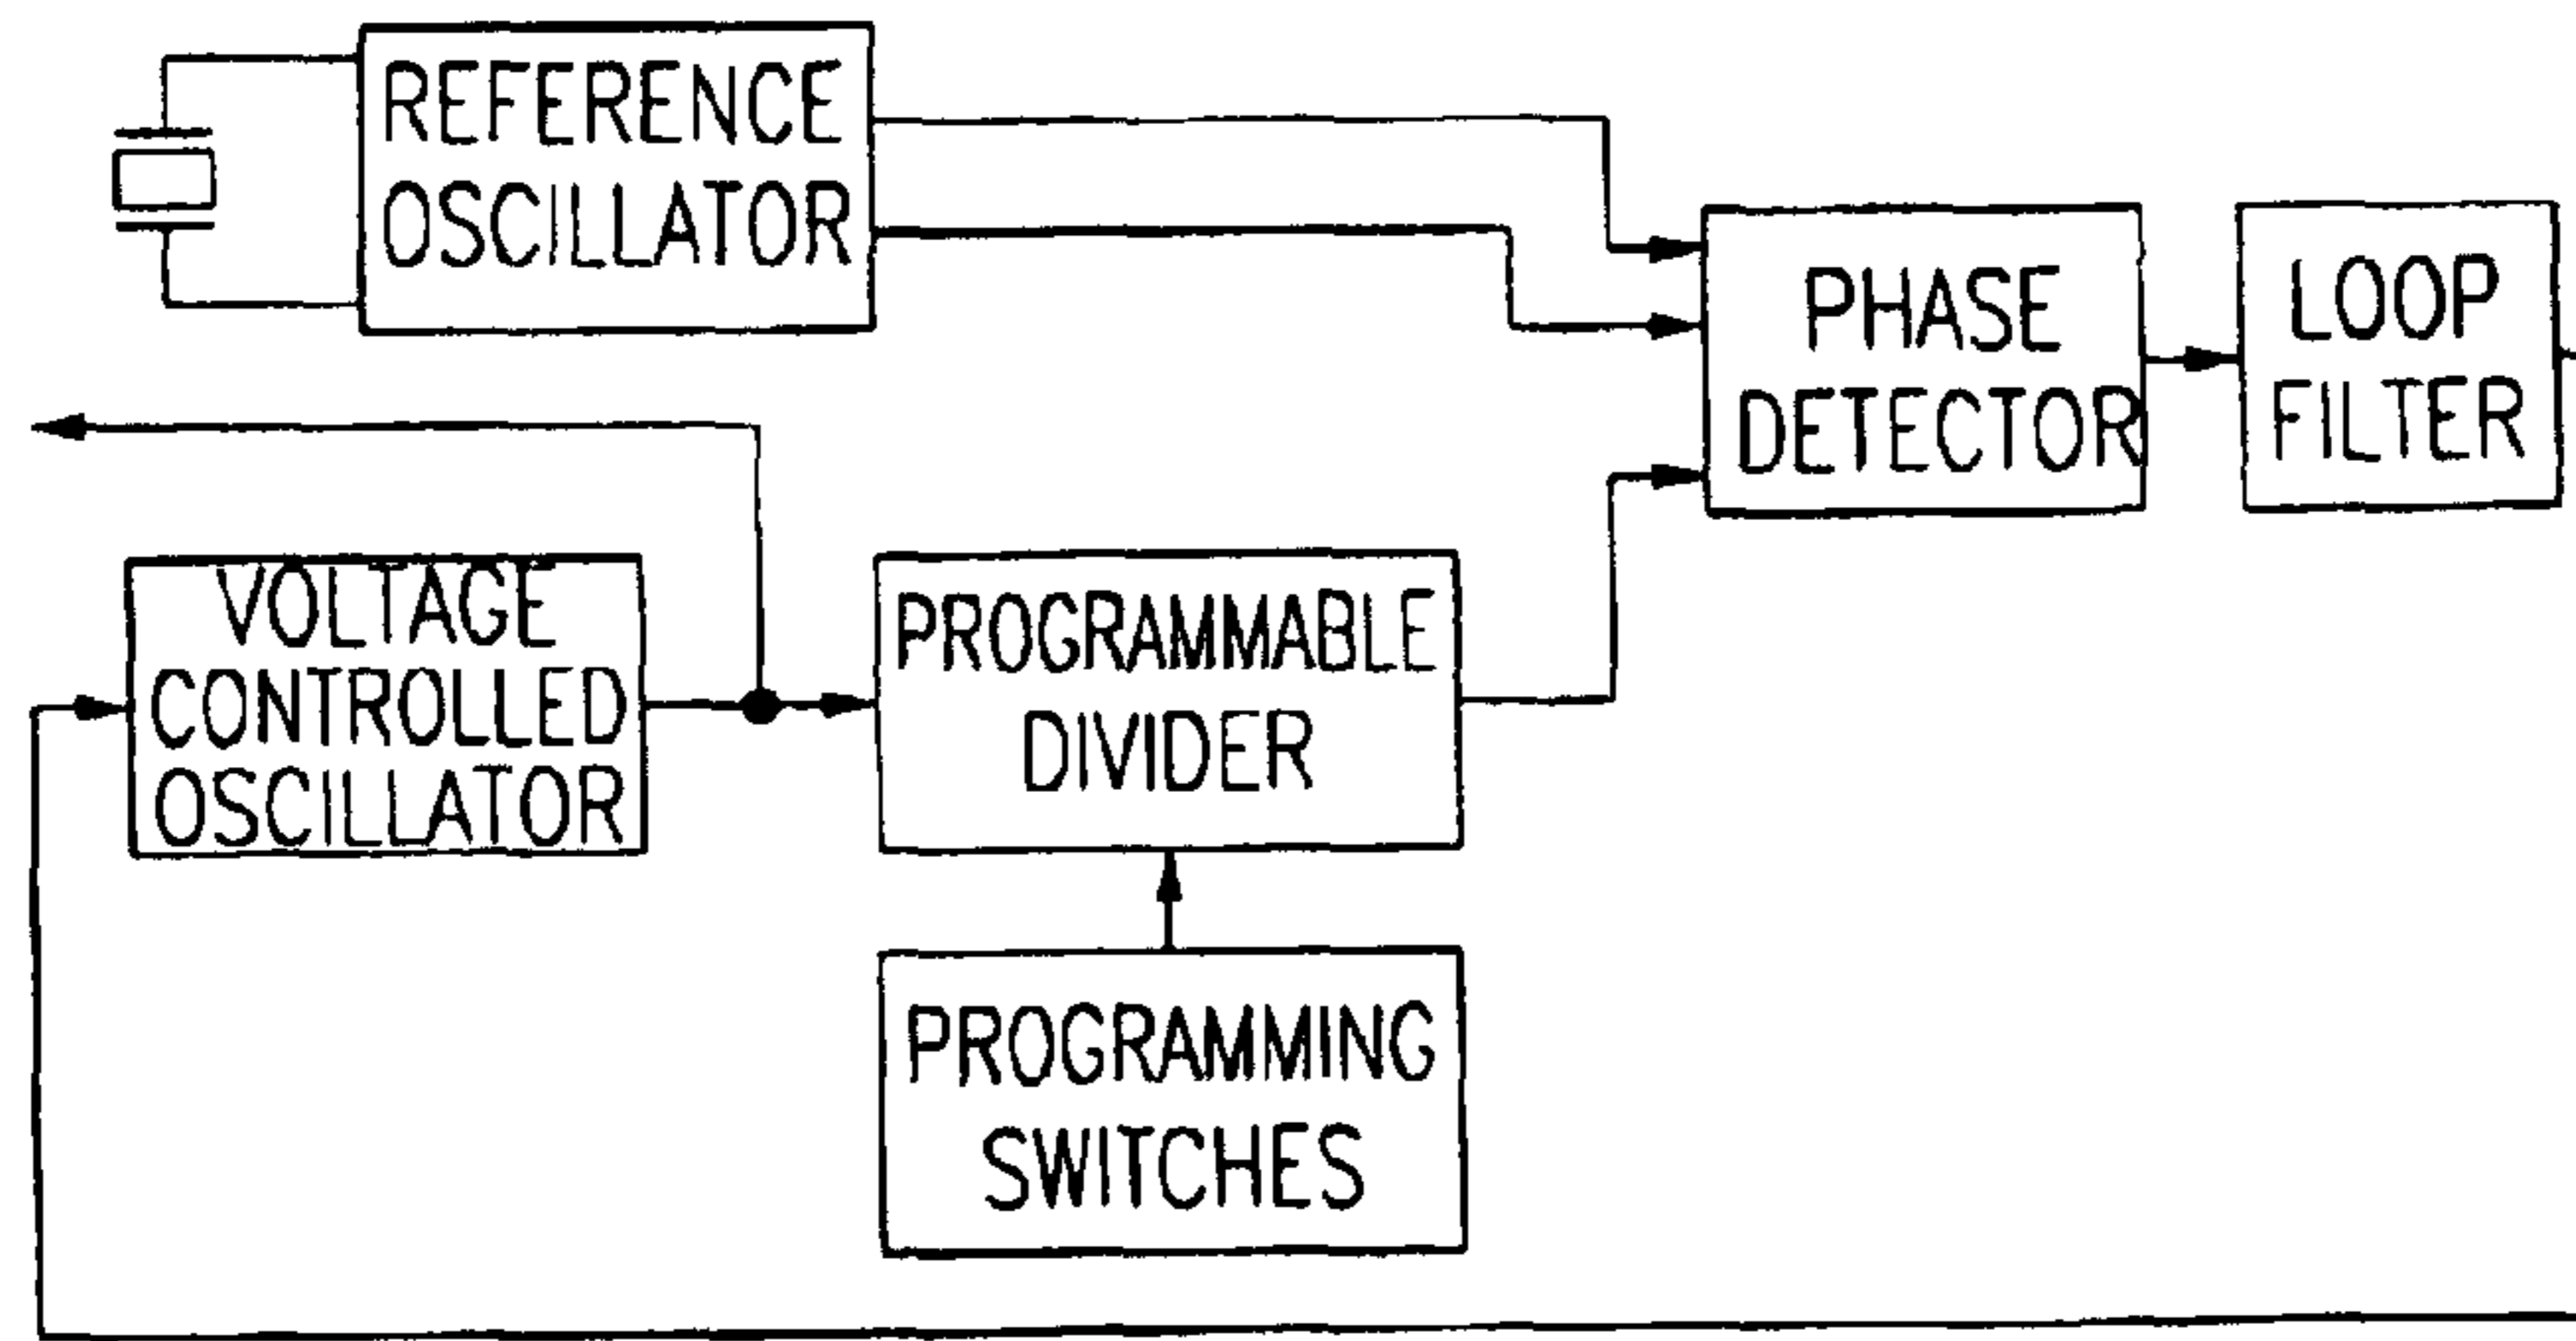 REFERENCE
OSCILLATOR
PHASE
DETECTOR
LOOP
FILTER
VOLTAGE
CONTROLLED
OSCILLATOR
PROGRAMMABLE
DIVIDER
PROGRAMMING
SWITCHES